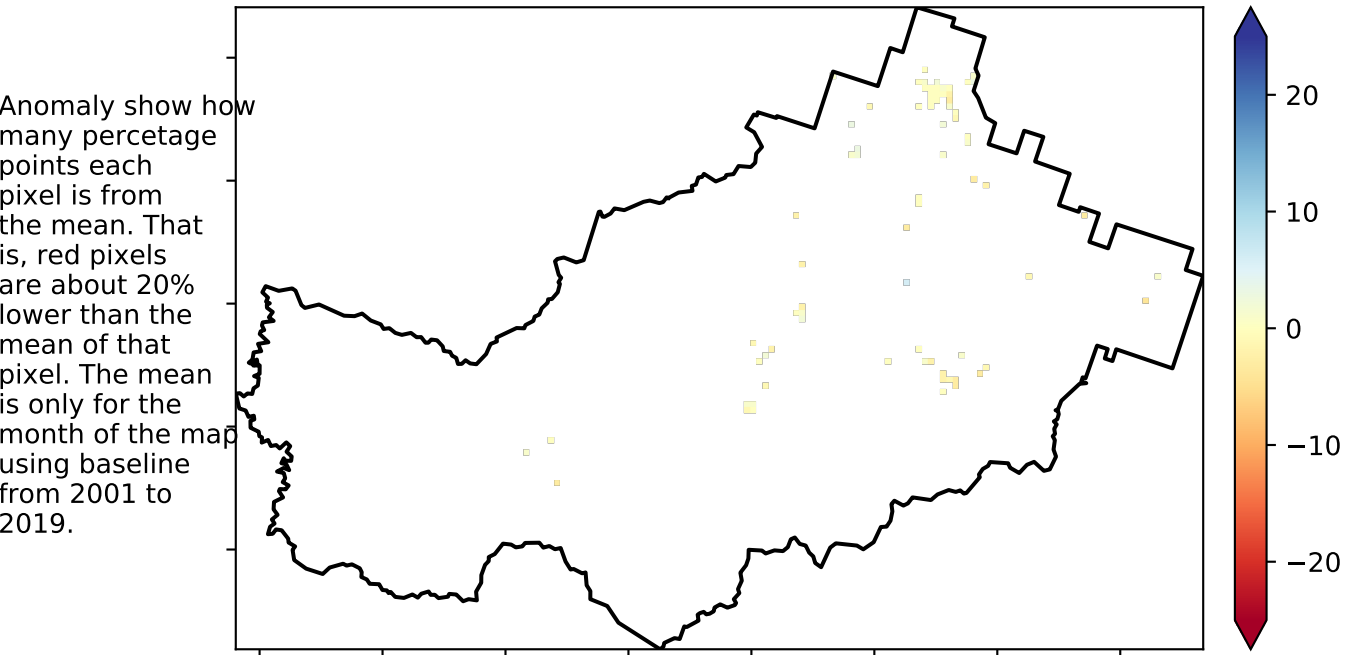 Anomaly show how
many percetage
points each
pixel is from
the mean. That
is, red pixels
are about 20%
lower than the
mean of that
pixel. The mean
is only for the
month of the map
using baseline
from 2001 to
2019.
20
10
0
−10
−20